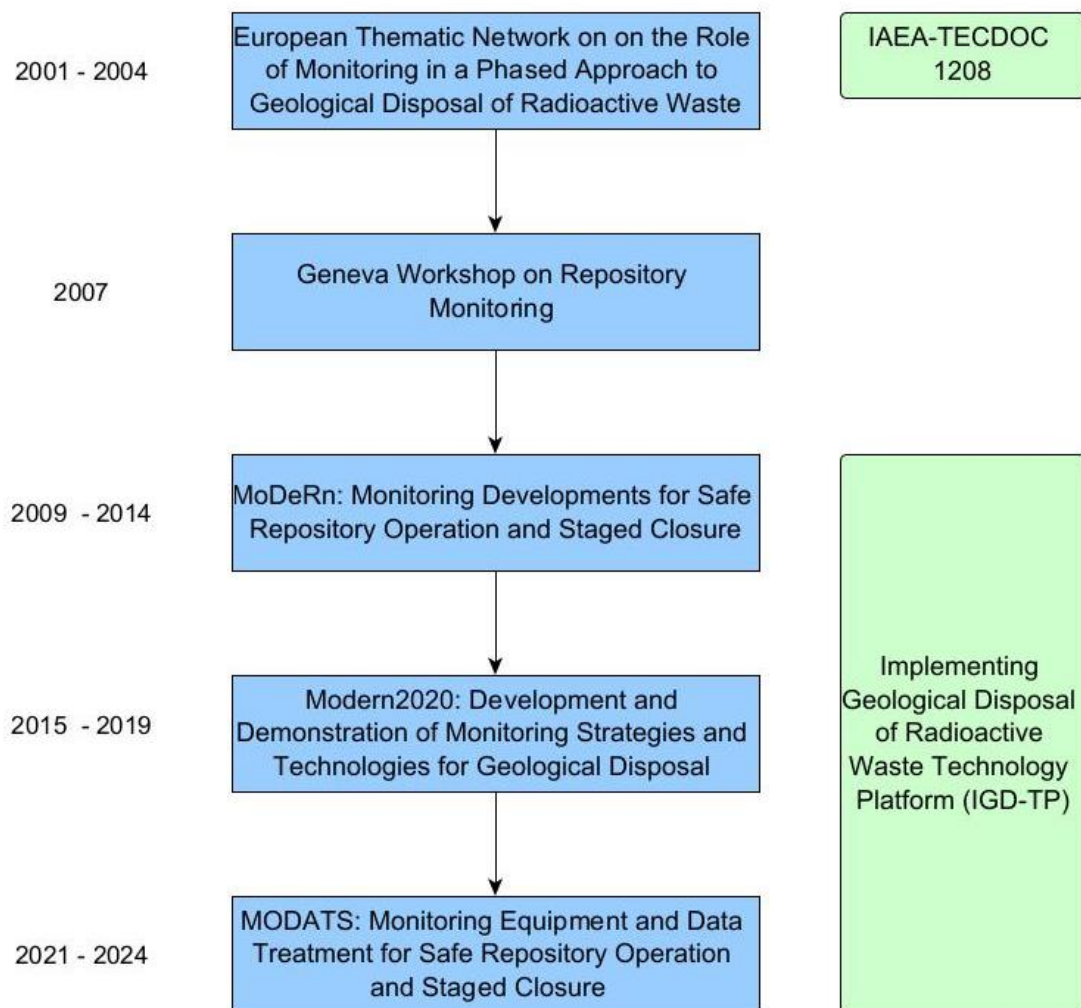 2001 - 2004
European Thematic Network on on the Role
of Monitoring in a Phased Approach to
Geological Disposal of Radioactive Waste
IAEA-TECDOC
1208
2007
Geneva Workshop on Repository
Monitoring
2009 - 2014
MoDeRn: Monitoring Developments for Safe
Repository Operation and Staged Closure
2015 - 2019
Modern2020: Development and
Demonstration of Monitoring Strategies and
Technologies for Geological Disposal
Implementing
Geological Disposal
of Radioactive
Waste Technology
Platform (IGD-TP)
2021 - 2024
MODATS: Monitoring Equipment and Data
Treatment for Safe Repository Operation
and Staged Closure